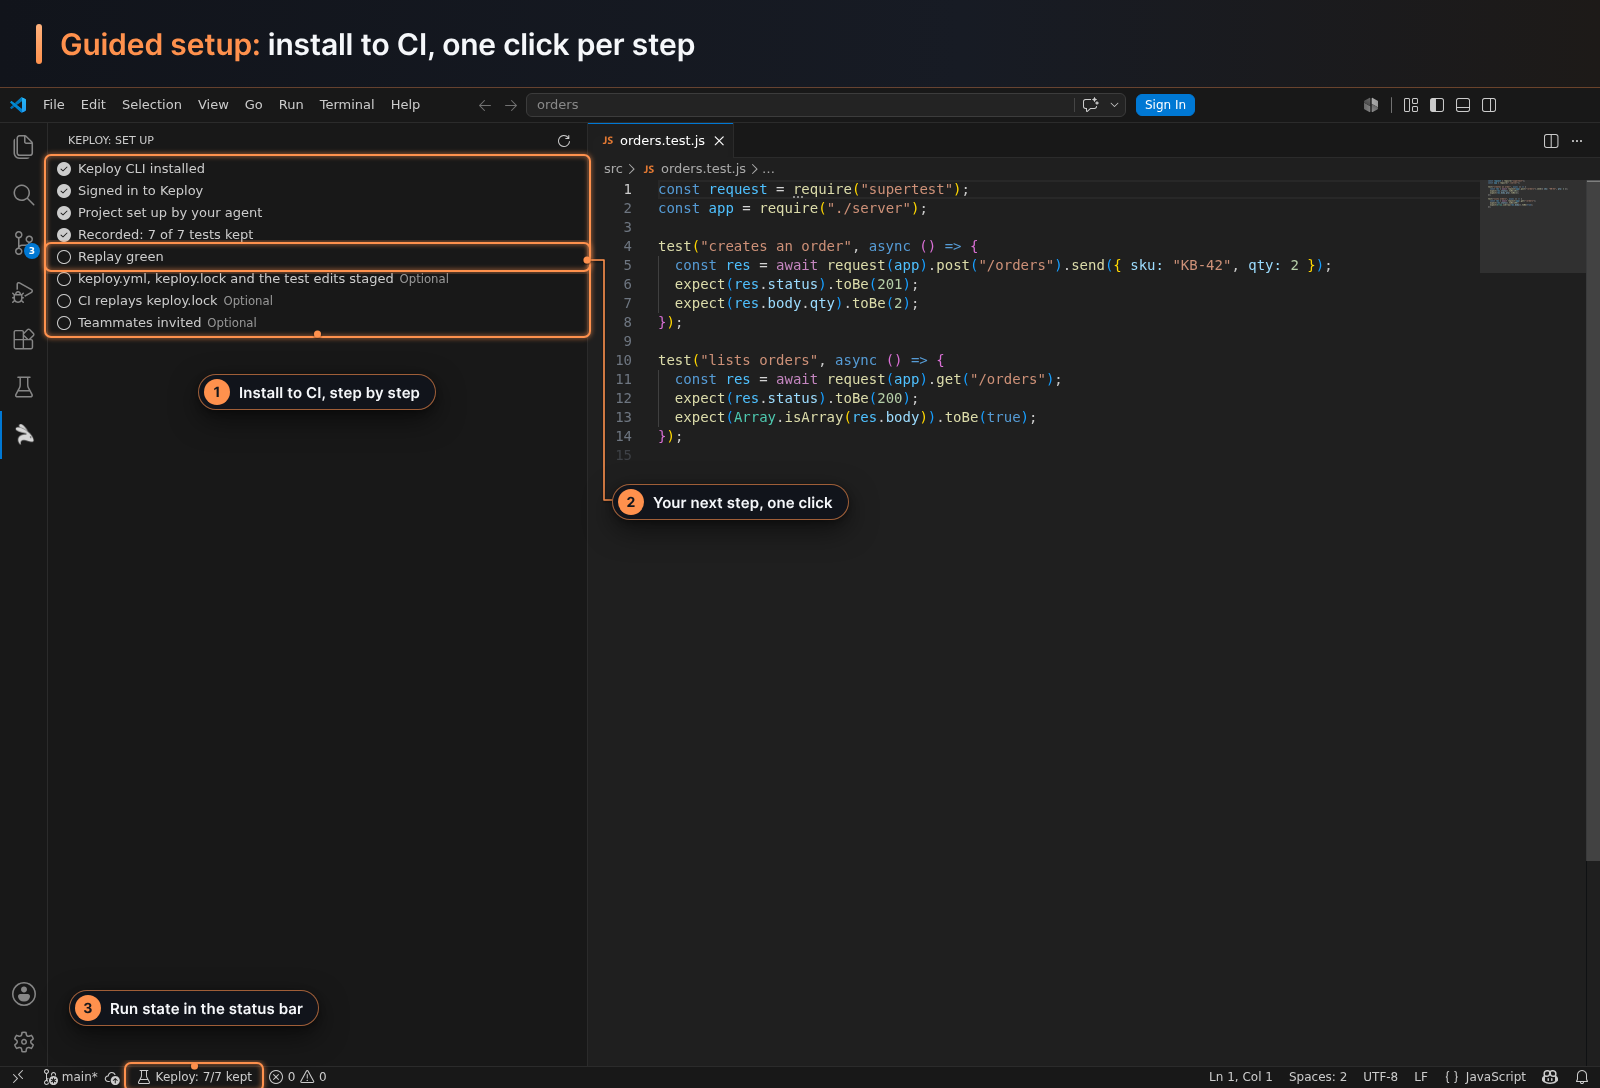 Guided setup: install to CI, one click per step
File Edit Selection View Go Run Terminal Help
orders
Sign In
KEPLOY: SET UP
Keploy CLI installed
Signed in to Keploy
Project set up by your agent
Recorded: 7 of 7 tests kept
Replay green
keploy.yml, keploy.lock and the test edits staged Optional
CI replays keploy.lock Optional
Teammates invited Optional
1 Install to CI, step by step
3
JS orders.test.js
src > JS orders.test.js > ...
1 const request = require("supertest");
2 const app = require("./server");
3
4 test("creates an order", async () => {
5 const res = await request(app).post("/orders").send({ sku: "KB-42", qty: 2 });
6 expect(res.status).toBe(201);
7 expect(res.body.qty).toBe(2);
8 });
9
10 test("lists orders", async () => {
11 const res = await request(app).get("/orders");
12 expect(res.status).toBe(200);
13 expect(Array.isArray(res.body)).toBe(true);
14 });
15
2 Your next step, one click
3 Run state in the status bar
main* Keploy: 7/7 kept 0 0 Ln 1, Col 1 Spaces: 2 UTF-8 LF { } JavaScript